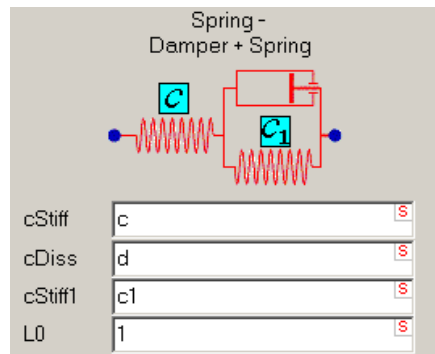 Spring -
Damper + Spring
C
C1
cStiff c S
cDiss d S
cStiff1 c1 S
L0 1 S